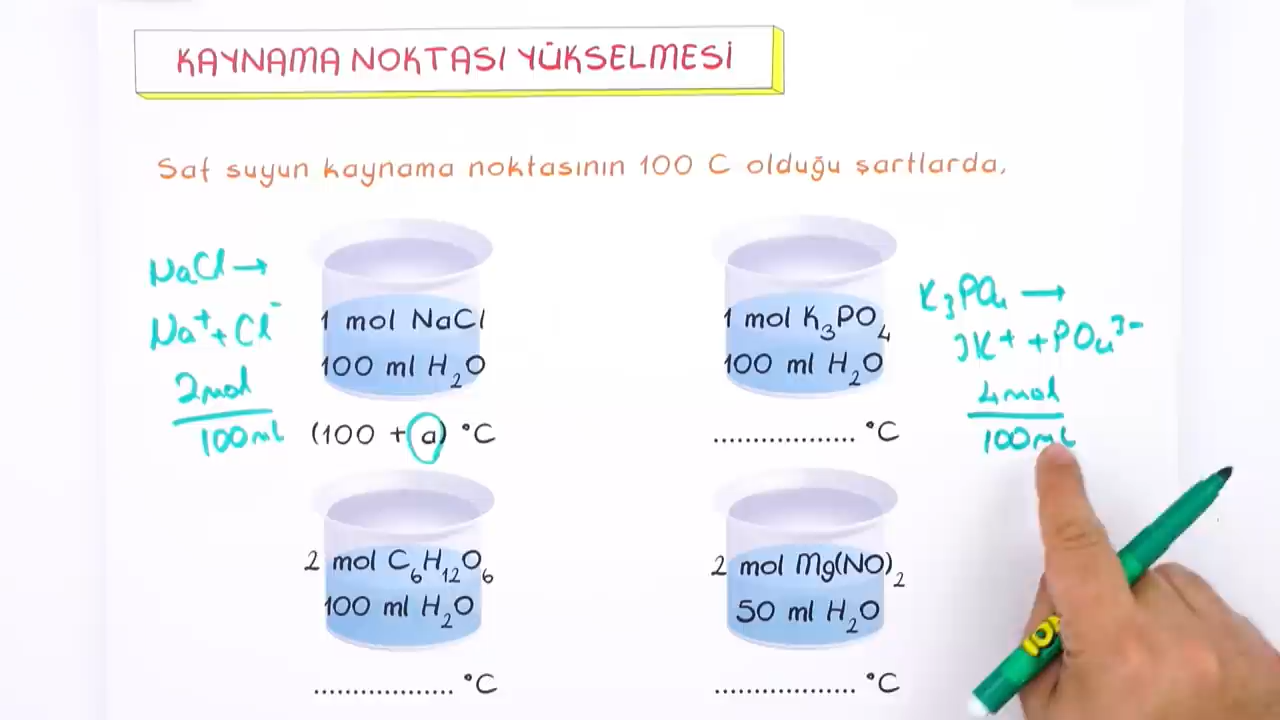 KAYNAMA NOKTASI YÜKSELMESİ
Saf suyun kaynama noktasının 100 C olduğu şartlarda,
NaCl →
Na⁺ + Cl⁻
2mol
100mL
1 mol NaCl
100 ml H₂O
(100 + a) °C
1 mol K₃PO₄
100 ml H₂O
.................. °C
K₃PO₄ →
3K⁺ + PO₄³⁻
4mol
100mL
2 mol C₆H₁₂O₆
100 ml H₂O
.................. °C
2 mol Mg(NO)₂
50 ml H₂O
.................. °C